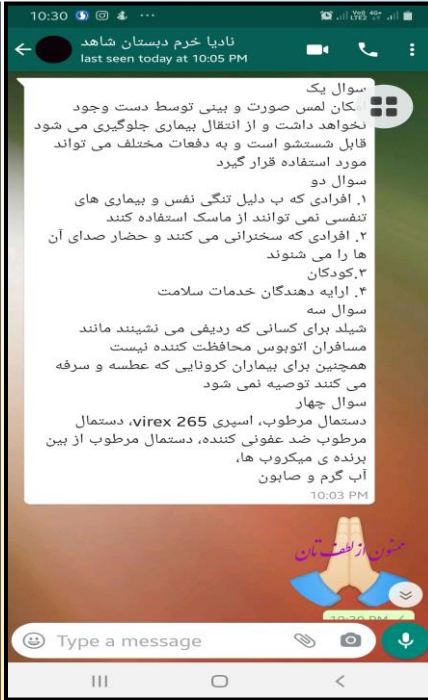 10:30
نادیا خرم دبستان شاهد
last seen today at 10:05 PM
سوال یک
امکان لمس صورت و بینی توسط دست وجود
نخواهد داشت و از انتقال بیماری جلوگیری می شود
قابل شستشو است و به دفعات مختلف می تواند
مورد استفاده قرار گیرد
سوال دو
۱. افرادی که ب دلیل تنگی نفس و بیماری های
تنفسی نمی توانند از ماسک استفاده کنند
۲. افرادی که سخنرانی می کنند و حضار صدای آن
ها را می شنوند
۳.کودکان
۴. ارایه دهندگان خدمات سلامت
سوال سه
شیلد برای کسانی که ردیفی می نشینند مانند
مسافران اتوبوس محافظت کننده نیست
همچنین برای بیماران کرونایی که عطسه و سرفه
می کنند توصیه نمی شود
سوال چهار
دستمال مرطوب، اسپری virex 265، دستمال
مرطوب ضد عفونی کننده، دستمال مرطوب از بین
برنده ی میکروب ها،
آب گرم و صابون
10:03 PM
ممنون از لطف تان
10:30 PM
Type a message